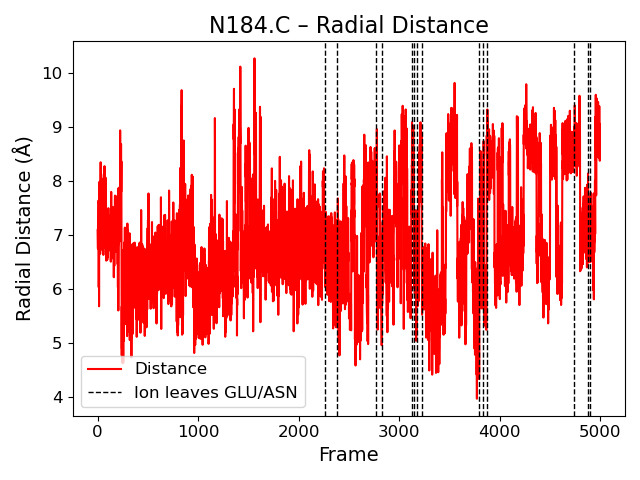 N184.C – Radial Distance
Radial Distance (Å)
10
9
8
7
6
5
4
Distance
Ion leaves GLU/ASN
0
1000
2000
3000
4000
5000
Frame